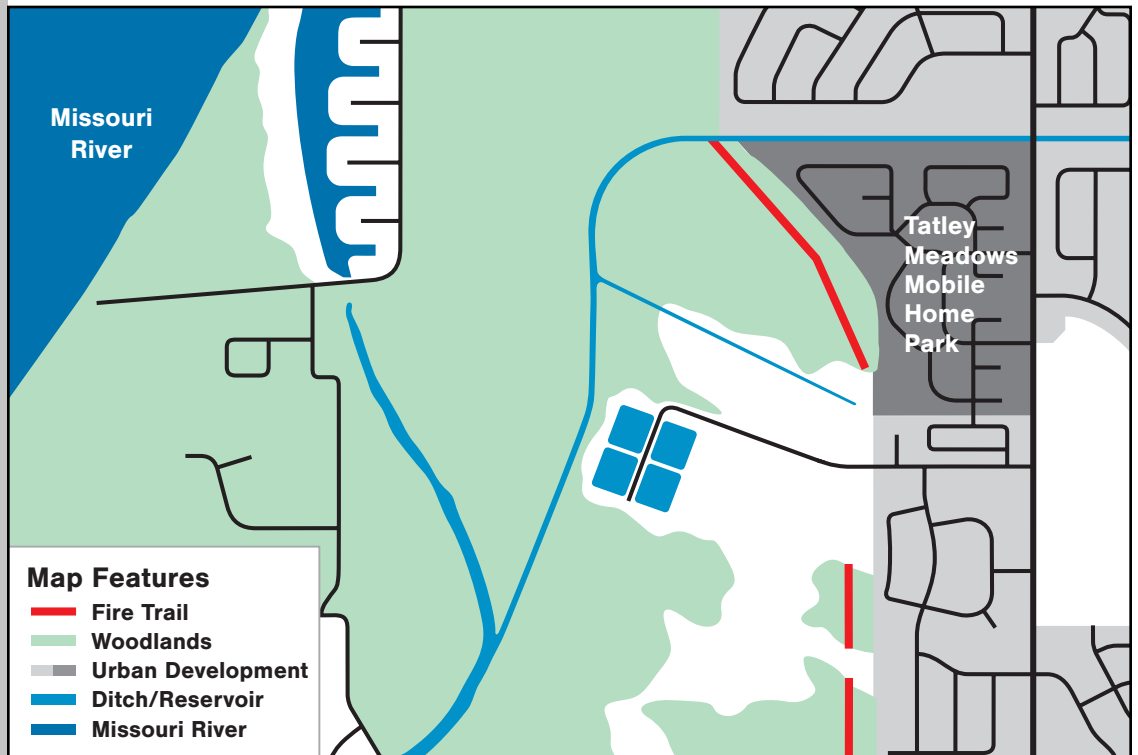 Missouri
River
Tatley
Meadows
Mobile
Home
Park
Map Features
Fire Trail
Woodlands
Urban Development
Ditch/Reservoir
Missouri River